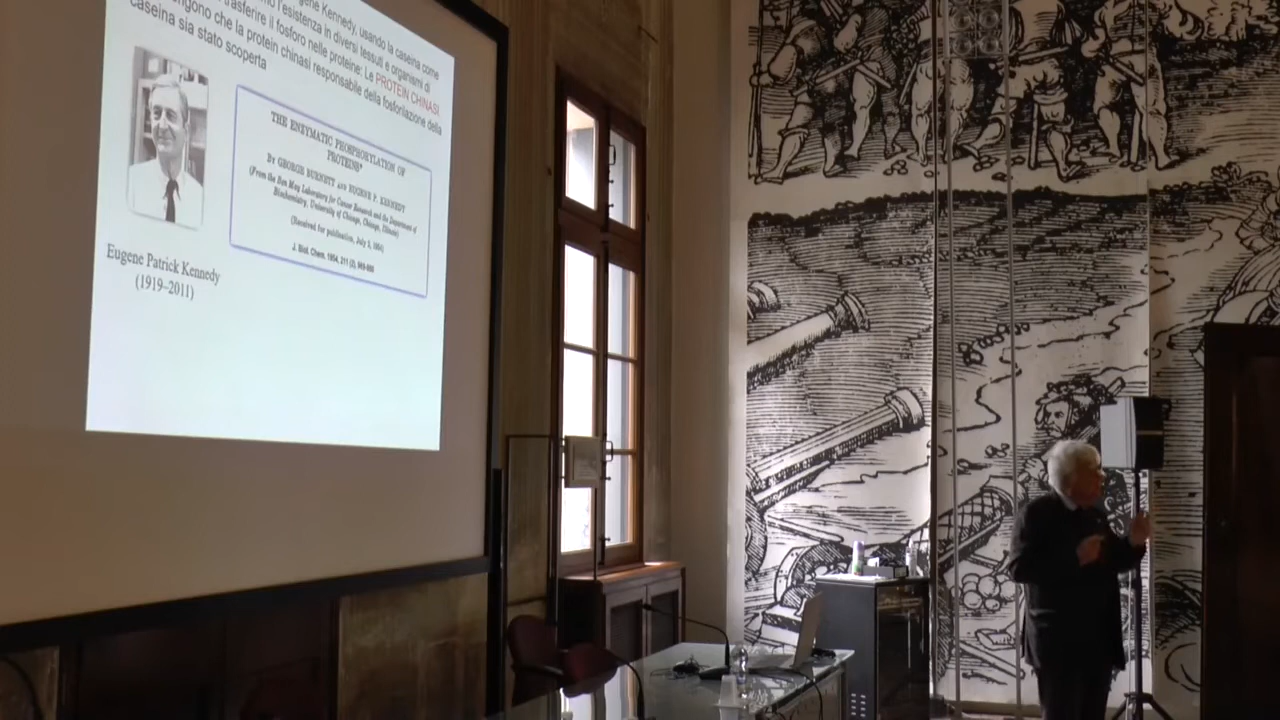 gene Kennedy, usando la caseina come
l'esistenza in diversi tessuti e organismi di
trasferire il fosforo nelle proteine: Le PROTEIN CHINASI,
ngono che la protein chinasi responsabile della fosforilazione della
caseina sia stato scoperta
THE ENZYMATIC PHOSPHORYLATION OF
PROTEINS*
By GEORGE BURNETT AND EUGENE P. KENNEDY
(From the Ben May Laboratory for Cancer Research and the Department of
Biochemistry, University of Chicago, Chicago, Illinois)
(Received for publication, July 5, 1954)
J. Biol. Chem. 1954, 211 (2), 969-980
Eugene Patrick Kennedy
(1919–2011)